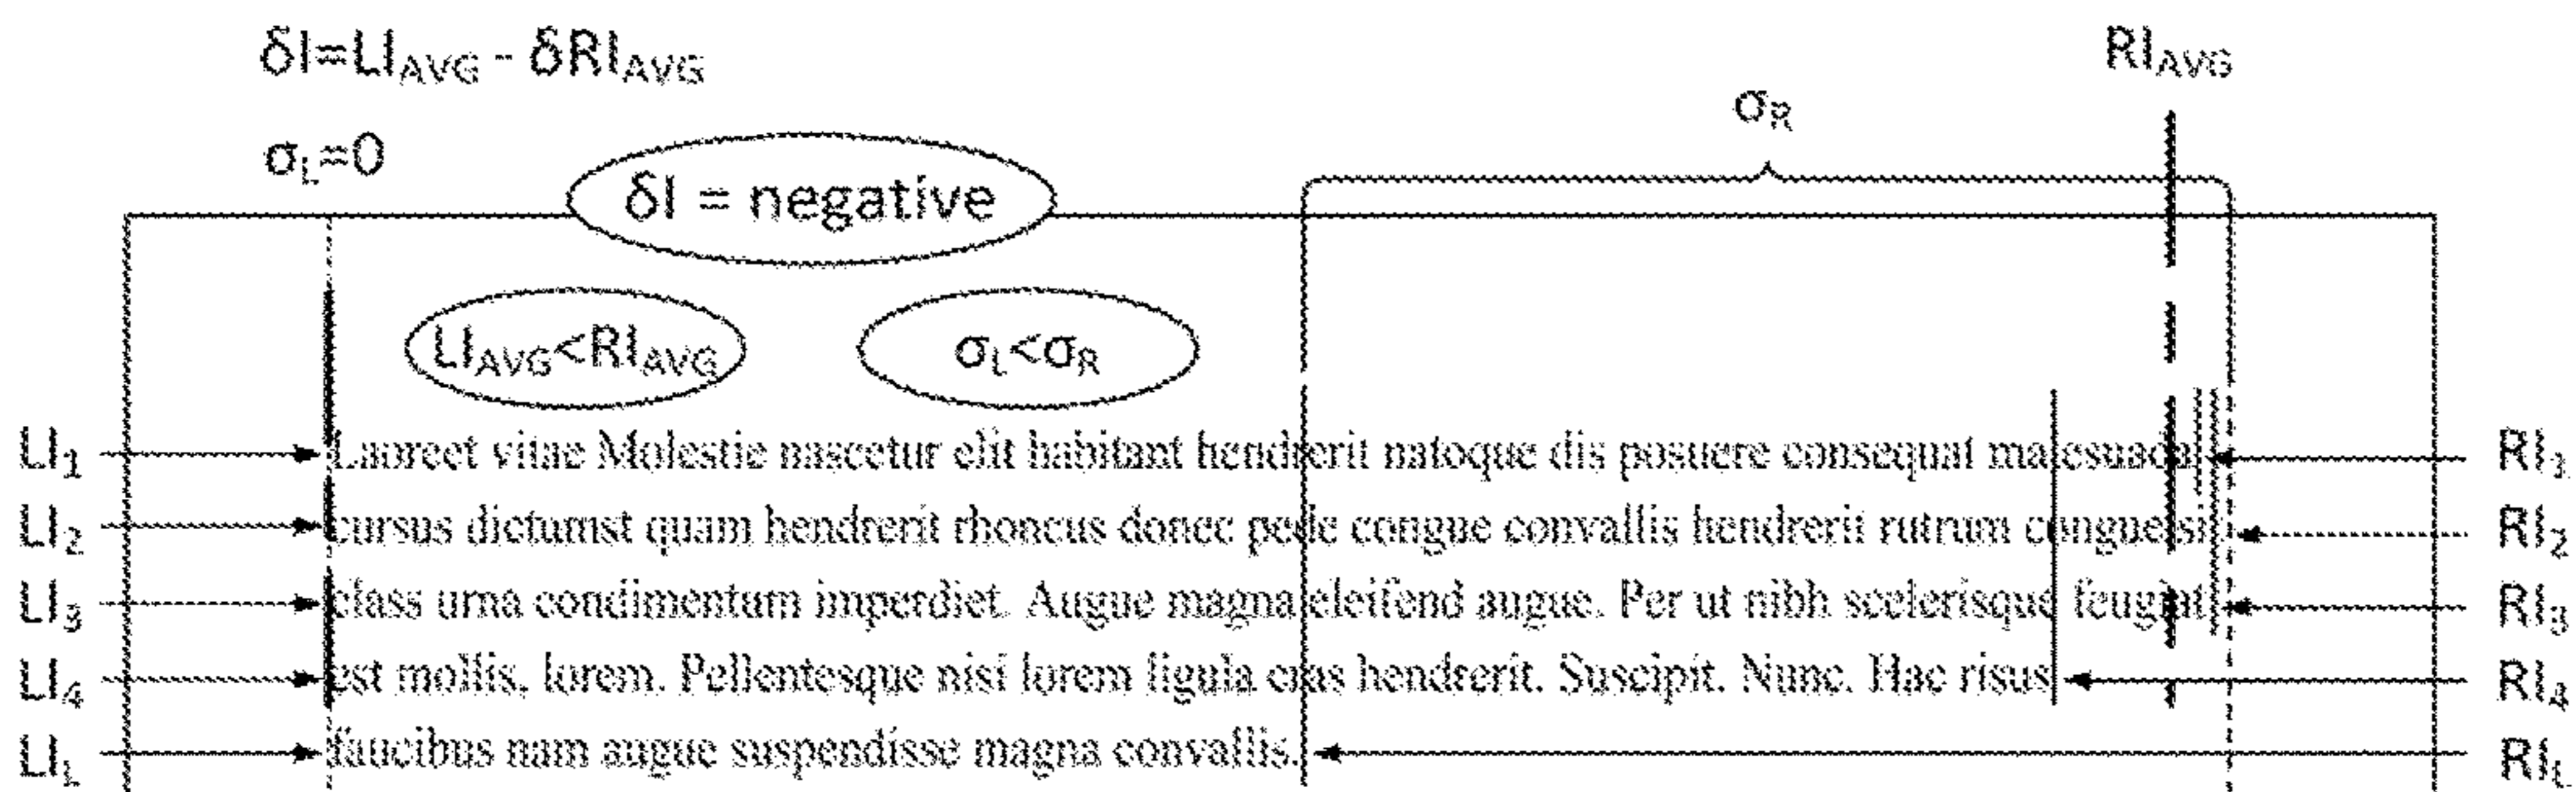 δI=LI_AVG - δRI_AVG
RI_AVG
σ_R
σ_L=0
δI = negative
LI_AVG<RI_AVG
σ_L<σ_R
LI_1 Laoreet vitae Molestie nascetur elit habitant hendrerit natoque dis posuere consequat malesuada RI_1
LI_2 cursus dictumst quam hendrerit rhoncus donec pede congue convallis hendrerit rutrum congue sit RI_2
LI_3 class urna condimentum imperdiet. Augue magna eleifend augue. Per ut nibh scelerisque feugiat RI_3
LI_4 est mollis, lorem. Pellentesque nisi lorem ligula cras hendrerit. Suscipit. Nunc. Hac risus RI_4
LI_L faucibus nam augue suspendisse magna convallis. RI_L